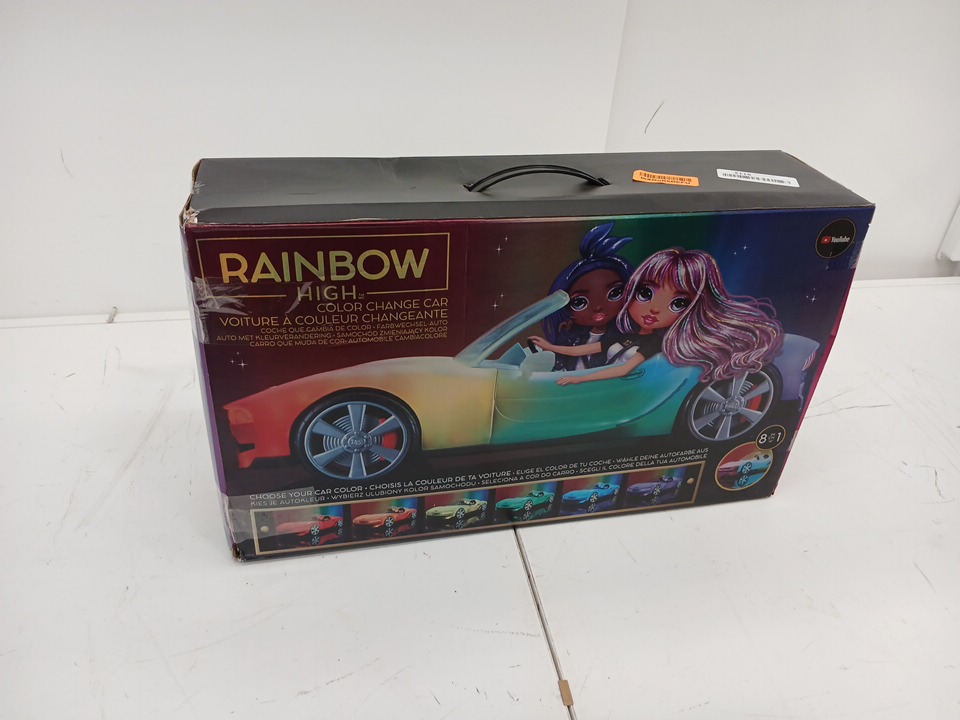 RAINBOW
HIGH™
COLOR CHANGE CAR
VOITURE À COULEUR CHANGEANTE
COCHE QUE CAMBIA DE COLOR • FARBWECHSEL-AUTO
AUTO MET KLEURVERANDERING • SAMOCHÓD ZMIENIAJĄCY KOLOR
CARRO QUE MUDA DE COR • AUTOMOBILE CAMBIACOLORE
YouTube
8 IN 1
CHOOSE YOUR CAR COLOR • CHOISIS LA COULEUR DE TA VOITURE • ELIGE EL COLOR DE TU COCHE • WÄHLE DEINE AUTOFARBE AUS
KIES JE AUTOKLEUR • WYBIERZ ULUBIONY KOLOR SAMOCHODU • SELECIONA A COR DO CARRO • SCEGLI IL COLORE DELLA TUA AUTOMOBILE